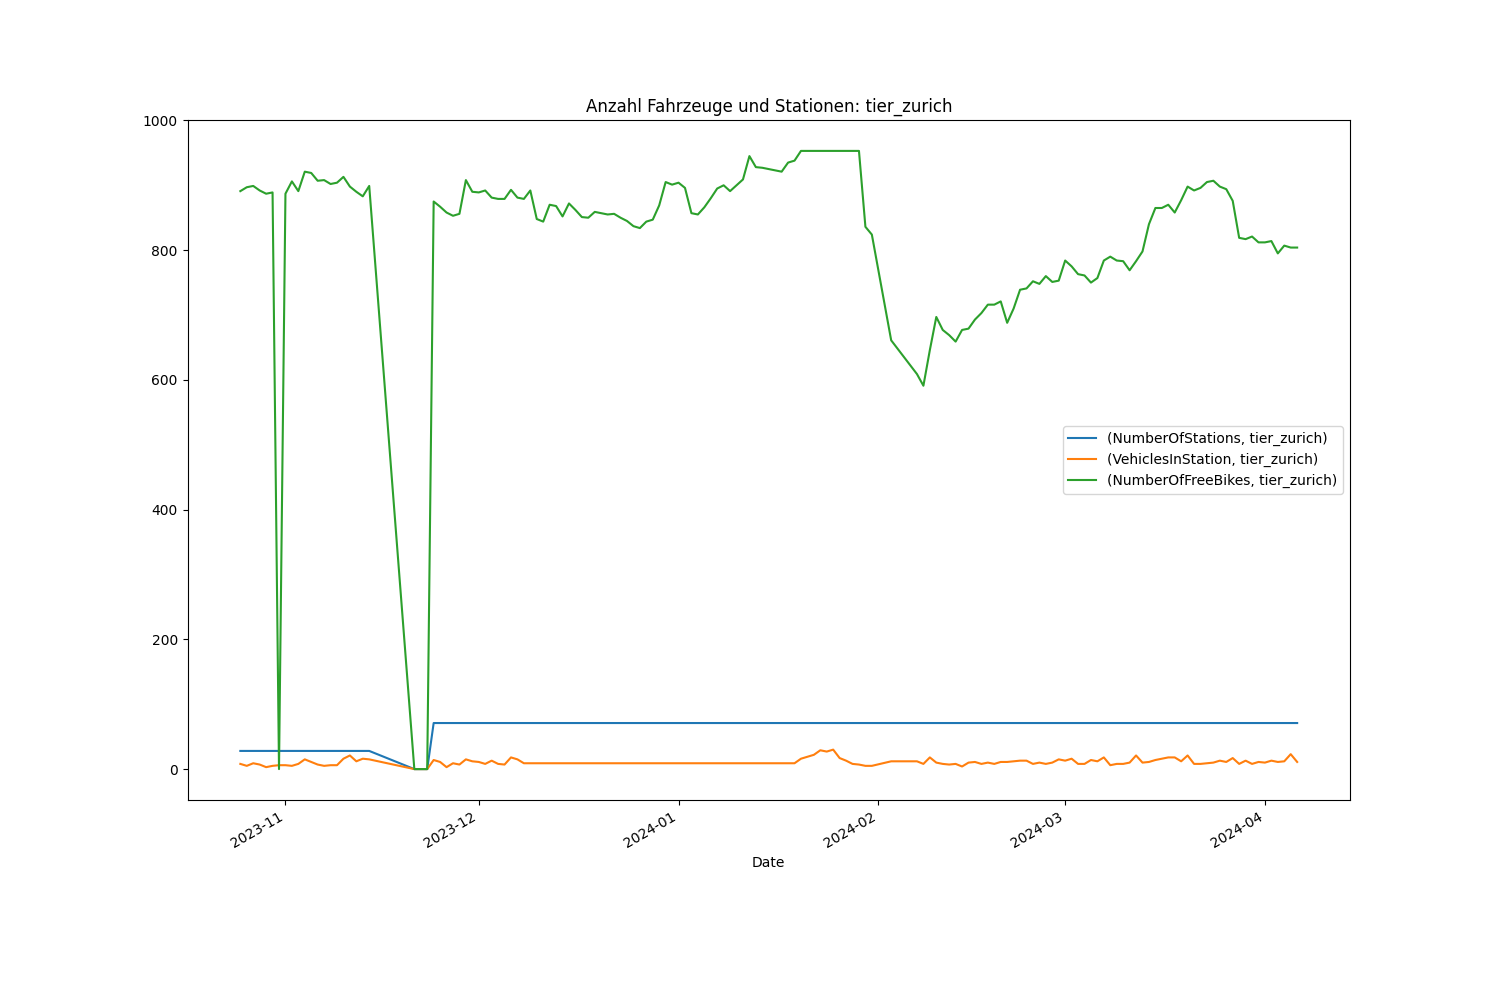 Anzahl Fahrzeuge und Stationen: tier_zurich
1000
800
600
400
200
0
(NumberOfStations, tier_zurich)
(VehiclesInStation, tier_zurich)
(NumberOfFreeBikes, tier_zurich)
2023-11
2023-12
2024-01
2024-02
2024-03
2024-04
Date